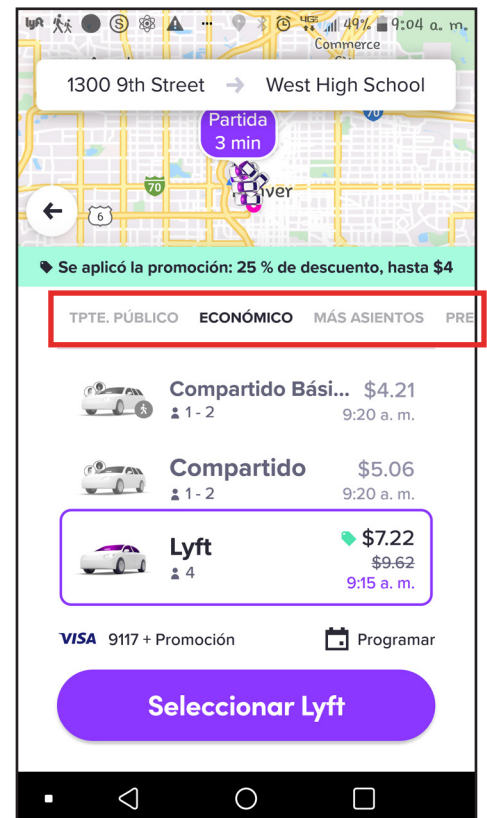 lyft 4GE 49% 9:04 a. m.
Commerce
1300 9th Street → West High School
Partida
3 min
70
70
6
Se aplicó la promoción: 25 % de descuento, hasta $4
TPTE. PÚBLICO ECONÓMICO MÁS ASIENTOS PRE
Compartido Bási... $4.21
1 - 2 9:20 a. m.
Compartido $5.06
1 - 2 9:20 a. m.
Lyft $7.22
4 $9.62
9:15 a. m.
VISA 9117 + Promoción Programar
Seleccionar Lyft